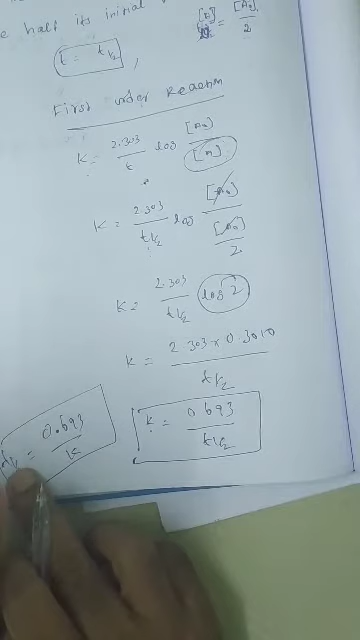 half its initial
[A] = [A₀]/2
t = t½ ,
First order Reaction
K = 2.303/t log [A₀]/[A]
K = 2.303/t½ log [A₀]/([A₀]/2)
K = 2.303/t½ log 2
K = 2.303 x 0.3010/t½
K = 0.693/t½
t½ = 0.693/K